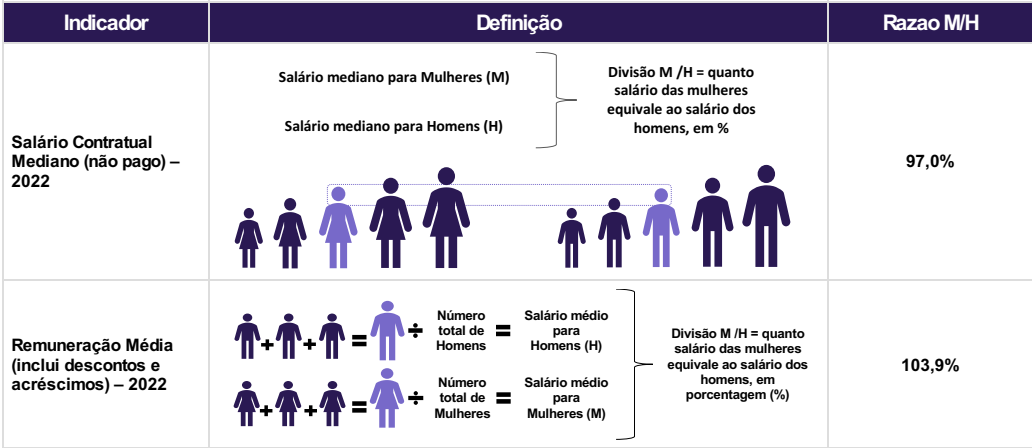 Indicador
Definição
Razao M/H
Salário Contratual
Mediano (não pago) –
2022
Salário mediano para Mulheres (M)
Salário mediano para Homens (H)
Divisão M /H = quanto
salário das mulheres
equivale ao salário dos
homens, em %
97,0%
Remuneração Média
(inclui descontos e
acréscimos) – 2022
+ + = ÷
Número
total de
Homens
=
Salário médio
para
Homens (H)
+ + = ÷
Número
total de
Mulheres
=
Salário médio
para
Mulheres (M)
Divisão M /H = quanto
salário das mulheres
equivale ao salário dos
homens, em
porcentagem (%)
103,9%